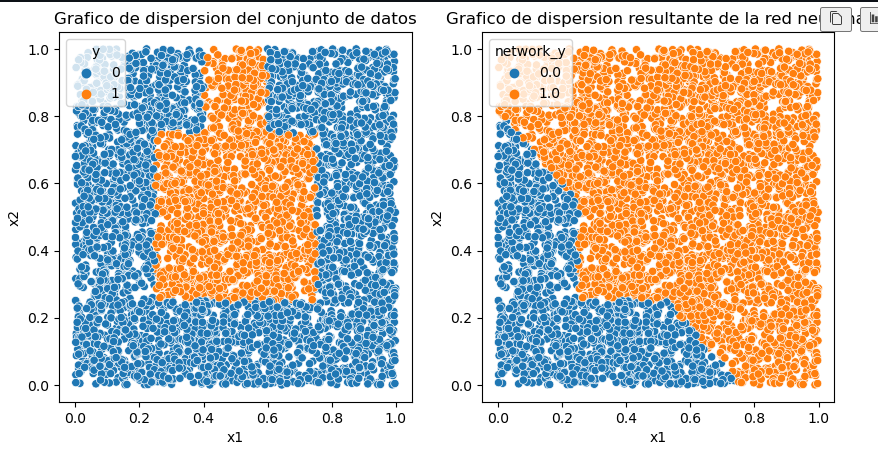 Grafico de dispersion del conjunto de datos
y
0
1
1.0
0.8
0.6
0.4
0.2
0.0
x2
0.0 0.2 0.4 0.6 0.8 1.0
x1
Grafico de dispersion resultante de la red
network_y
0.0
1.0
1.0
0.8
0.6
0.4
0.2
0.0
x2
0.0 0.2 0.4 0.6 0.8 1.0
x1